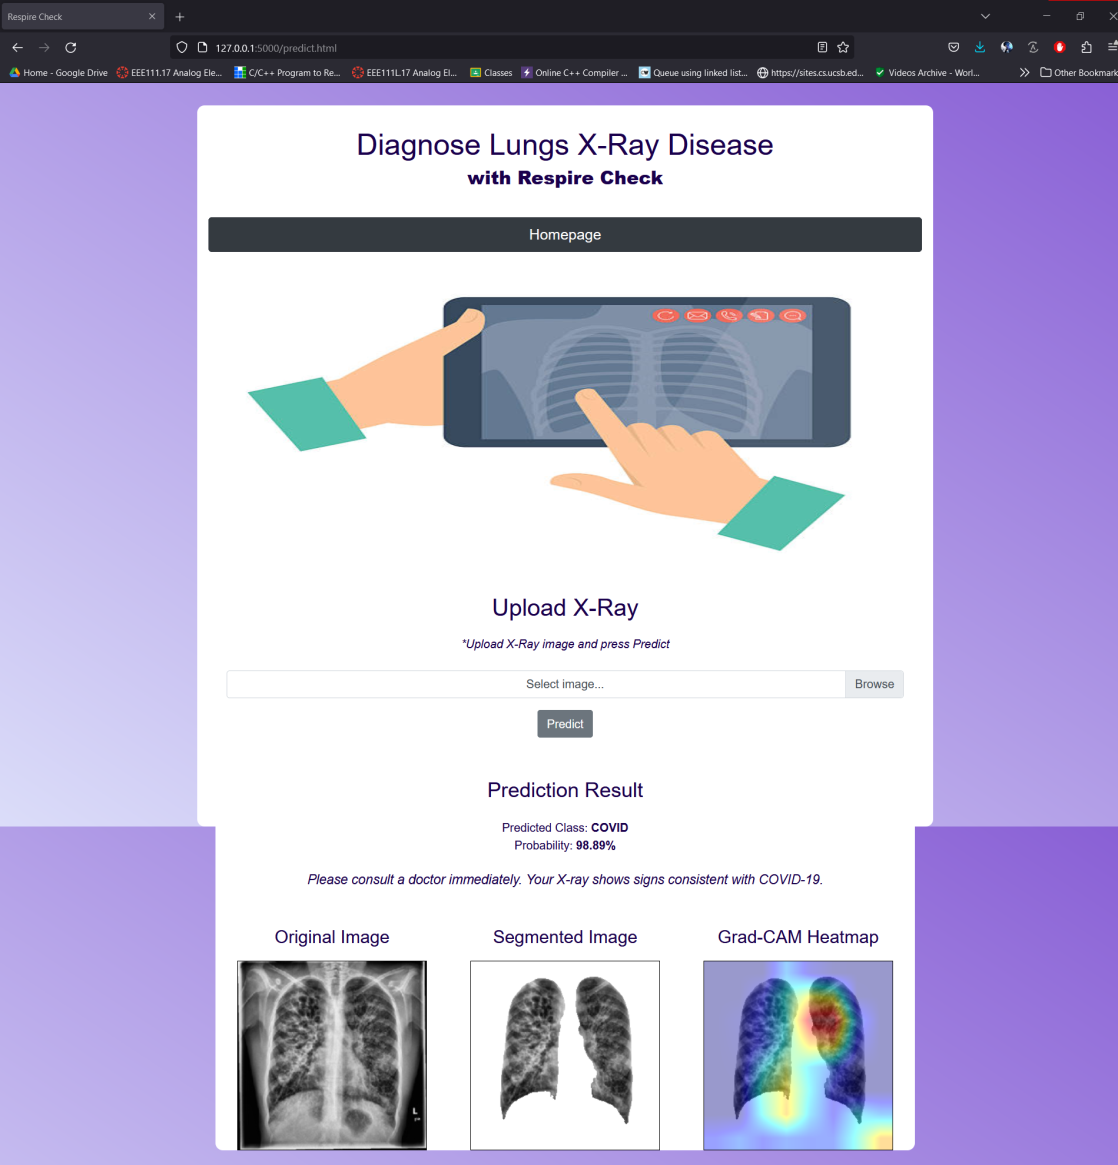 Respire Check
127.0.0.1:5000/predict.html
Home - Google Drive
EEE111.17 Analog Ele...
C/C++ Program to Re...
EEE111L.17 Analog El...
Classes
Online C++ Compiler ...
Queue using linked list...
https://sites.cs.ucsb.ed...
Videos Archive - Worl...
Other Bookmark
Diagnose Lungs X-Ray Disease
with Respire Check
Homepage
Upload X-Ray
*Upload X-Ray image and press Predict
Select image...
Browse
Predict
Prediction Result
Predicted Class: COVID
Probability: 98.89%
Please consult a doctor immediately. Your X-ray shows signs consistent with COVID-19.
Original Image
Segmented Image
Grad-CAM Heatmap
L